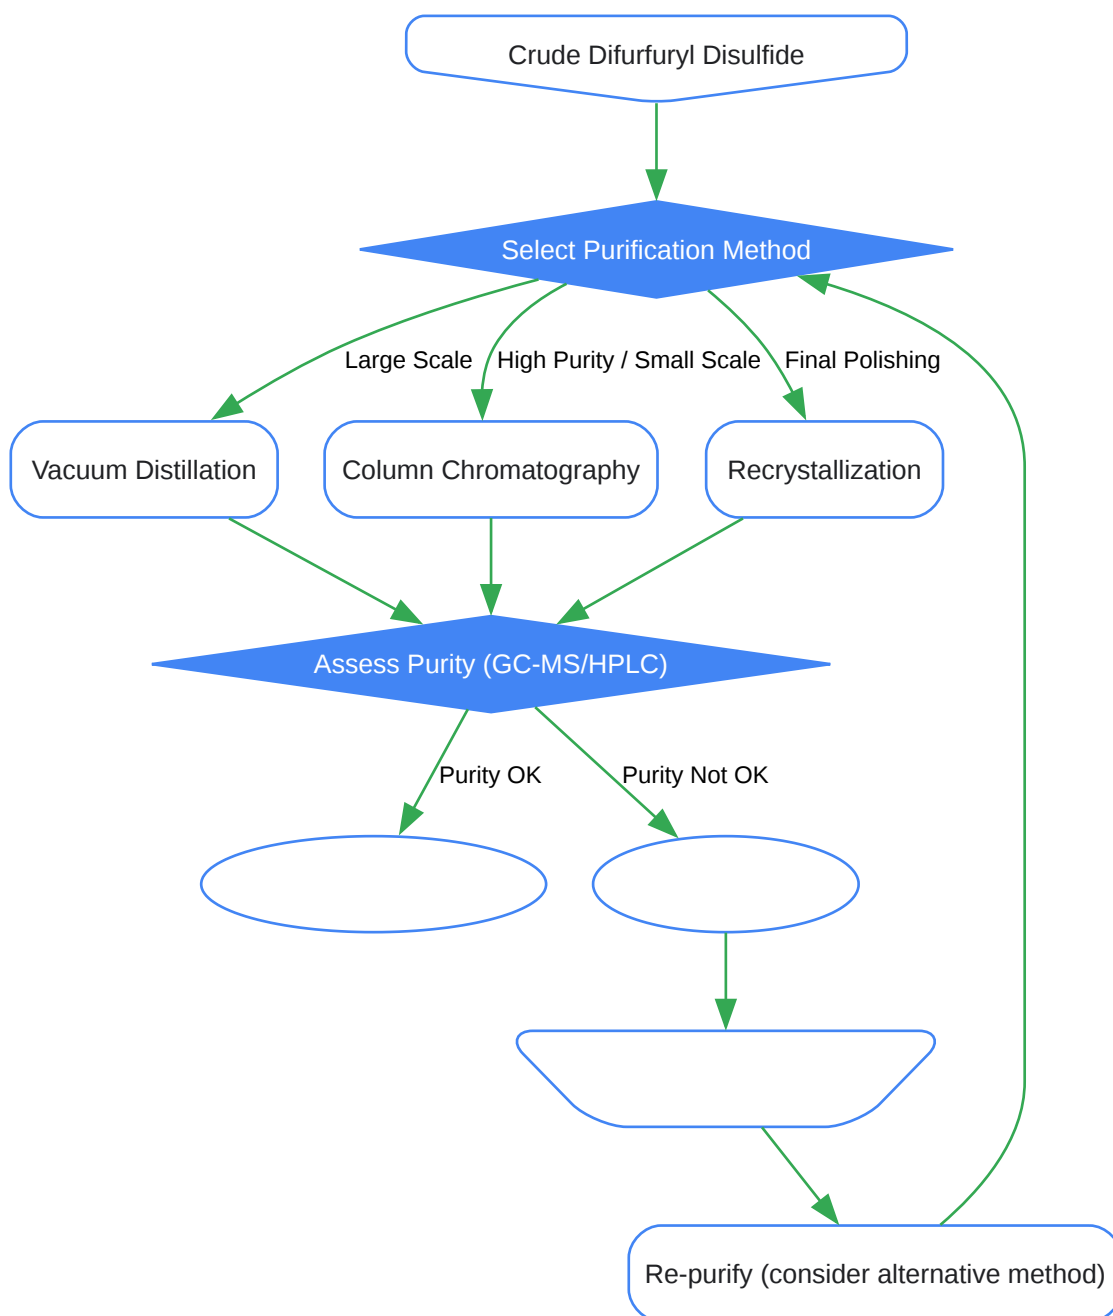 Crude Difurfuryl Disulfide
Select Purification Method
Large Scale
High Purity / Small Scale
Final Polishing
Vacuum Distillation
Column Chromatography
Recrystallization
Assess Purity (GC-MS/HPLC)
Purity OK
Purity Not OK
Re-purify (consider alternative method)